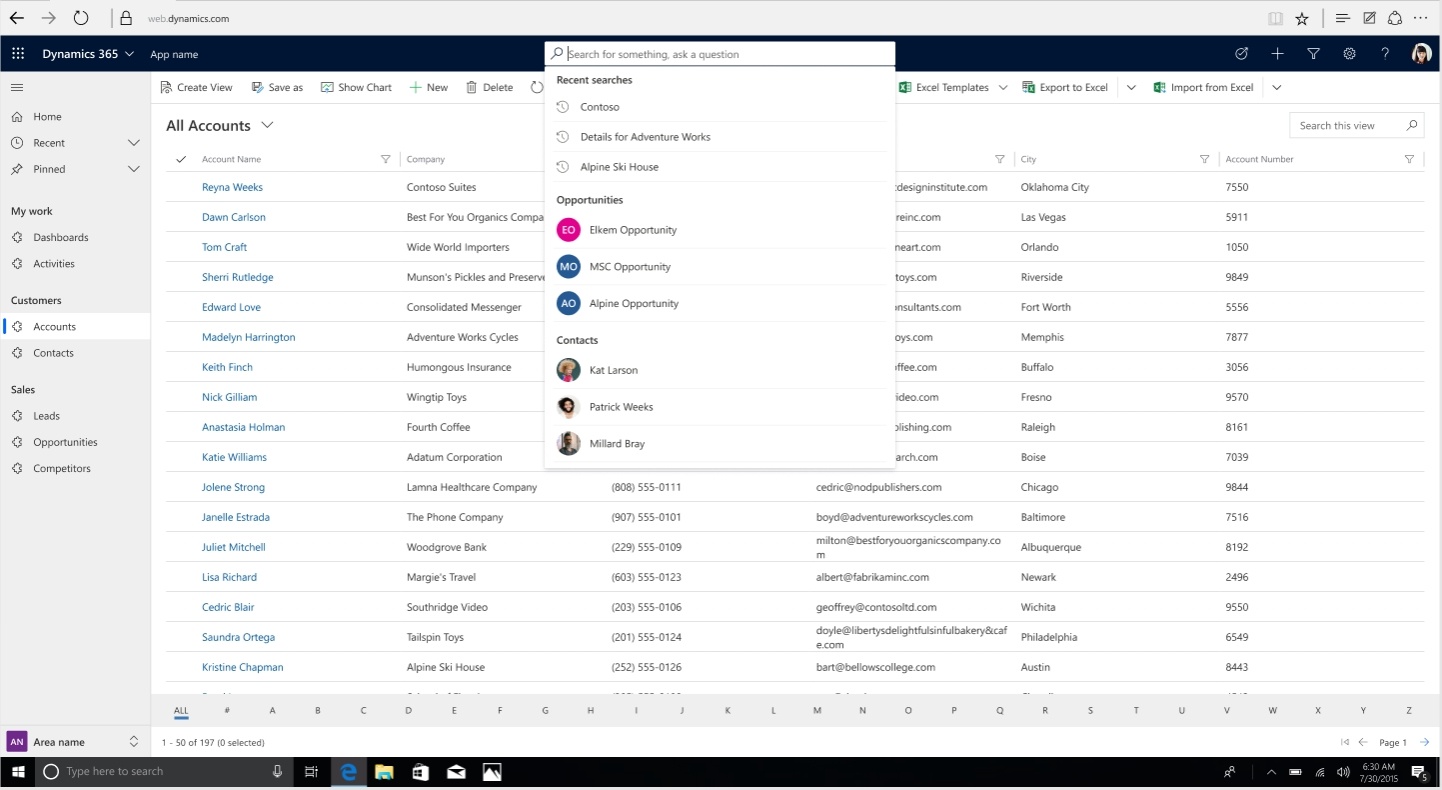 web.dynamics.com
Dynamics 365 App name Search for something, ask a question
Create View Save as Show Chart New Delete Excel Templates Export to Excel Import from Excel
Recent searches
Contoso
Details for Adventure Works
Alpine Ski House
Opportunities
EO Elkem Opportunity
MO MSC Opportunity
AO Alpine Opportunity
Contacts
Kat Larson
Patrick Weeks
Millard Bray
Home
Recent
Pinned
My work
Dashboards
Activities
Customers
Accounts
Contacts
Sales
Leads
Opportunities
Competitors
AN Area name
All Accounts Search this view
Account Name Company City Account Number
Reyna Weeks Contoso Suites tdesigninstitute.com Oklahoma City 7550
Dawn Carlson Best For You Organics Compa reinc.com Las Vegas 5911
Tom Craft Wide World Importers neart.com Orlando 1050
Sherri Rutledge Munson's Pickles and Preserve toys.com Riverside 9849
Edward Love Consolidated Messenger onsultants.com Fort Worth 5556
Madelyn Harrington Adventure Works Cycles oys.com Memphis 7877
Keith Finch Humongous Insurance ffee.com Buffalo 3056
Nick Gilliam Wingtip Toys video.com Fresno 9570
Anastasia Holman Fourth Coffee blishing.com Raleigh 8161
Katie Williams Adatum Corporation arch.com Boise 7039
Jolene Strong Lamna Healthcare Company (808) 555-0111 cedric@nodpublishers.com Chicago 9844
Janelle Estrada The Phone Company (907) 555-0101 boyd@adventureworkscycles.com Baltimore 7516
Juliet Mitchell Woodgrove Bank (229) 555-0109 milton@bestforyouorganicscompany.co Albuquerque 8192
m
Lisa Richard Margie's Travel (603) 555-0123 albert@fabrikaminc.com Newark 2496
Cedric Blair Southridge Video (203) 555-0106 geoffrey@contosoltd.com Wichita 9550
Saundra Ortega Tailspin Toys (201) 555-0124 doyle@libertysdelightfulsinfulbakery&caf Philadelphia 6549
e.com
Kristine Chapman Alpine Ski House (252) 555-0126 bart@bellowscollege.com Austin 8443
ALL # A B C D E F G H I J K L M N O P Q R S T U V W X Y Z
1 - 50 of 197 (0 selected) Page 1
Type here to search 6:30 AM
7/30/2015 5